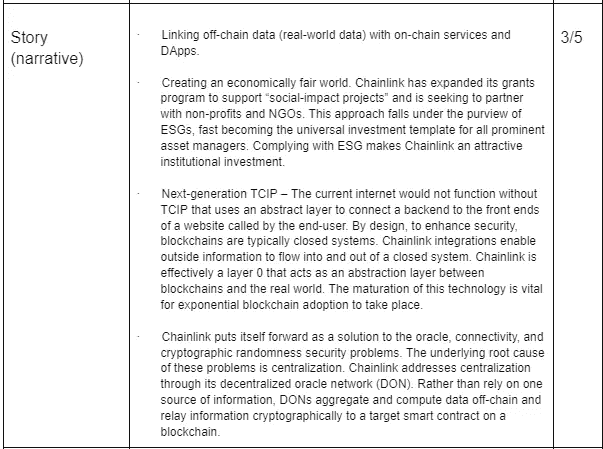 Story
(narrative)
· Linking off-chain data (real-world data) with on-chain services and
DApps.
· Creating an economically fair world. Chainlink has expanded its grants
program to support “social-impact projects” and is seeking to partner
with non-profits and NGOs. This approach falls under the purview of
ESGs, fast becoming the universal investment template for all prominent
asset managers. Complying with ESG makes Chainlink an attractive
institutional investment.
· Next-generation TCIP – The current internet would not function without
TCIP that uses an abstract layer to connect a backend to the front ends
of a website called by the end-user. By design, to enhance security,
blockchains are typically closed systems. Chainlink integrations enable
outside information to flow into and out of a closed system. Chainlink is
effectively a layer 0 that acts as an abstraction layer between
blockchains and the real world. The maturation of this technology is vital
for exponential blockchain adoption to take place.
· Chainlink puts itself forward as a solution to the oracle, connectivity, and
cryptographic randomness security problems. The underlying root cause
of these problems is centralization. Chainlink addresses centralization
through its decentralized oracle network (DON). Rather than rely on one
source of information, DONs aggregate and compute data off-chain and
relay information cryptographically to a target smart contract on a
blockchain.
3/5